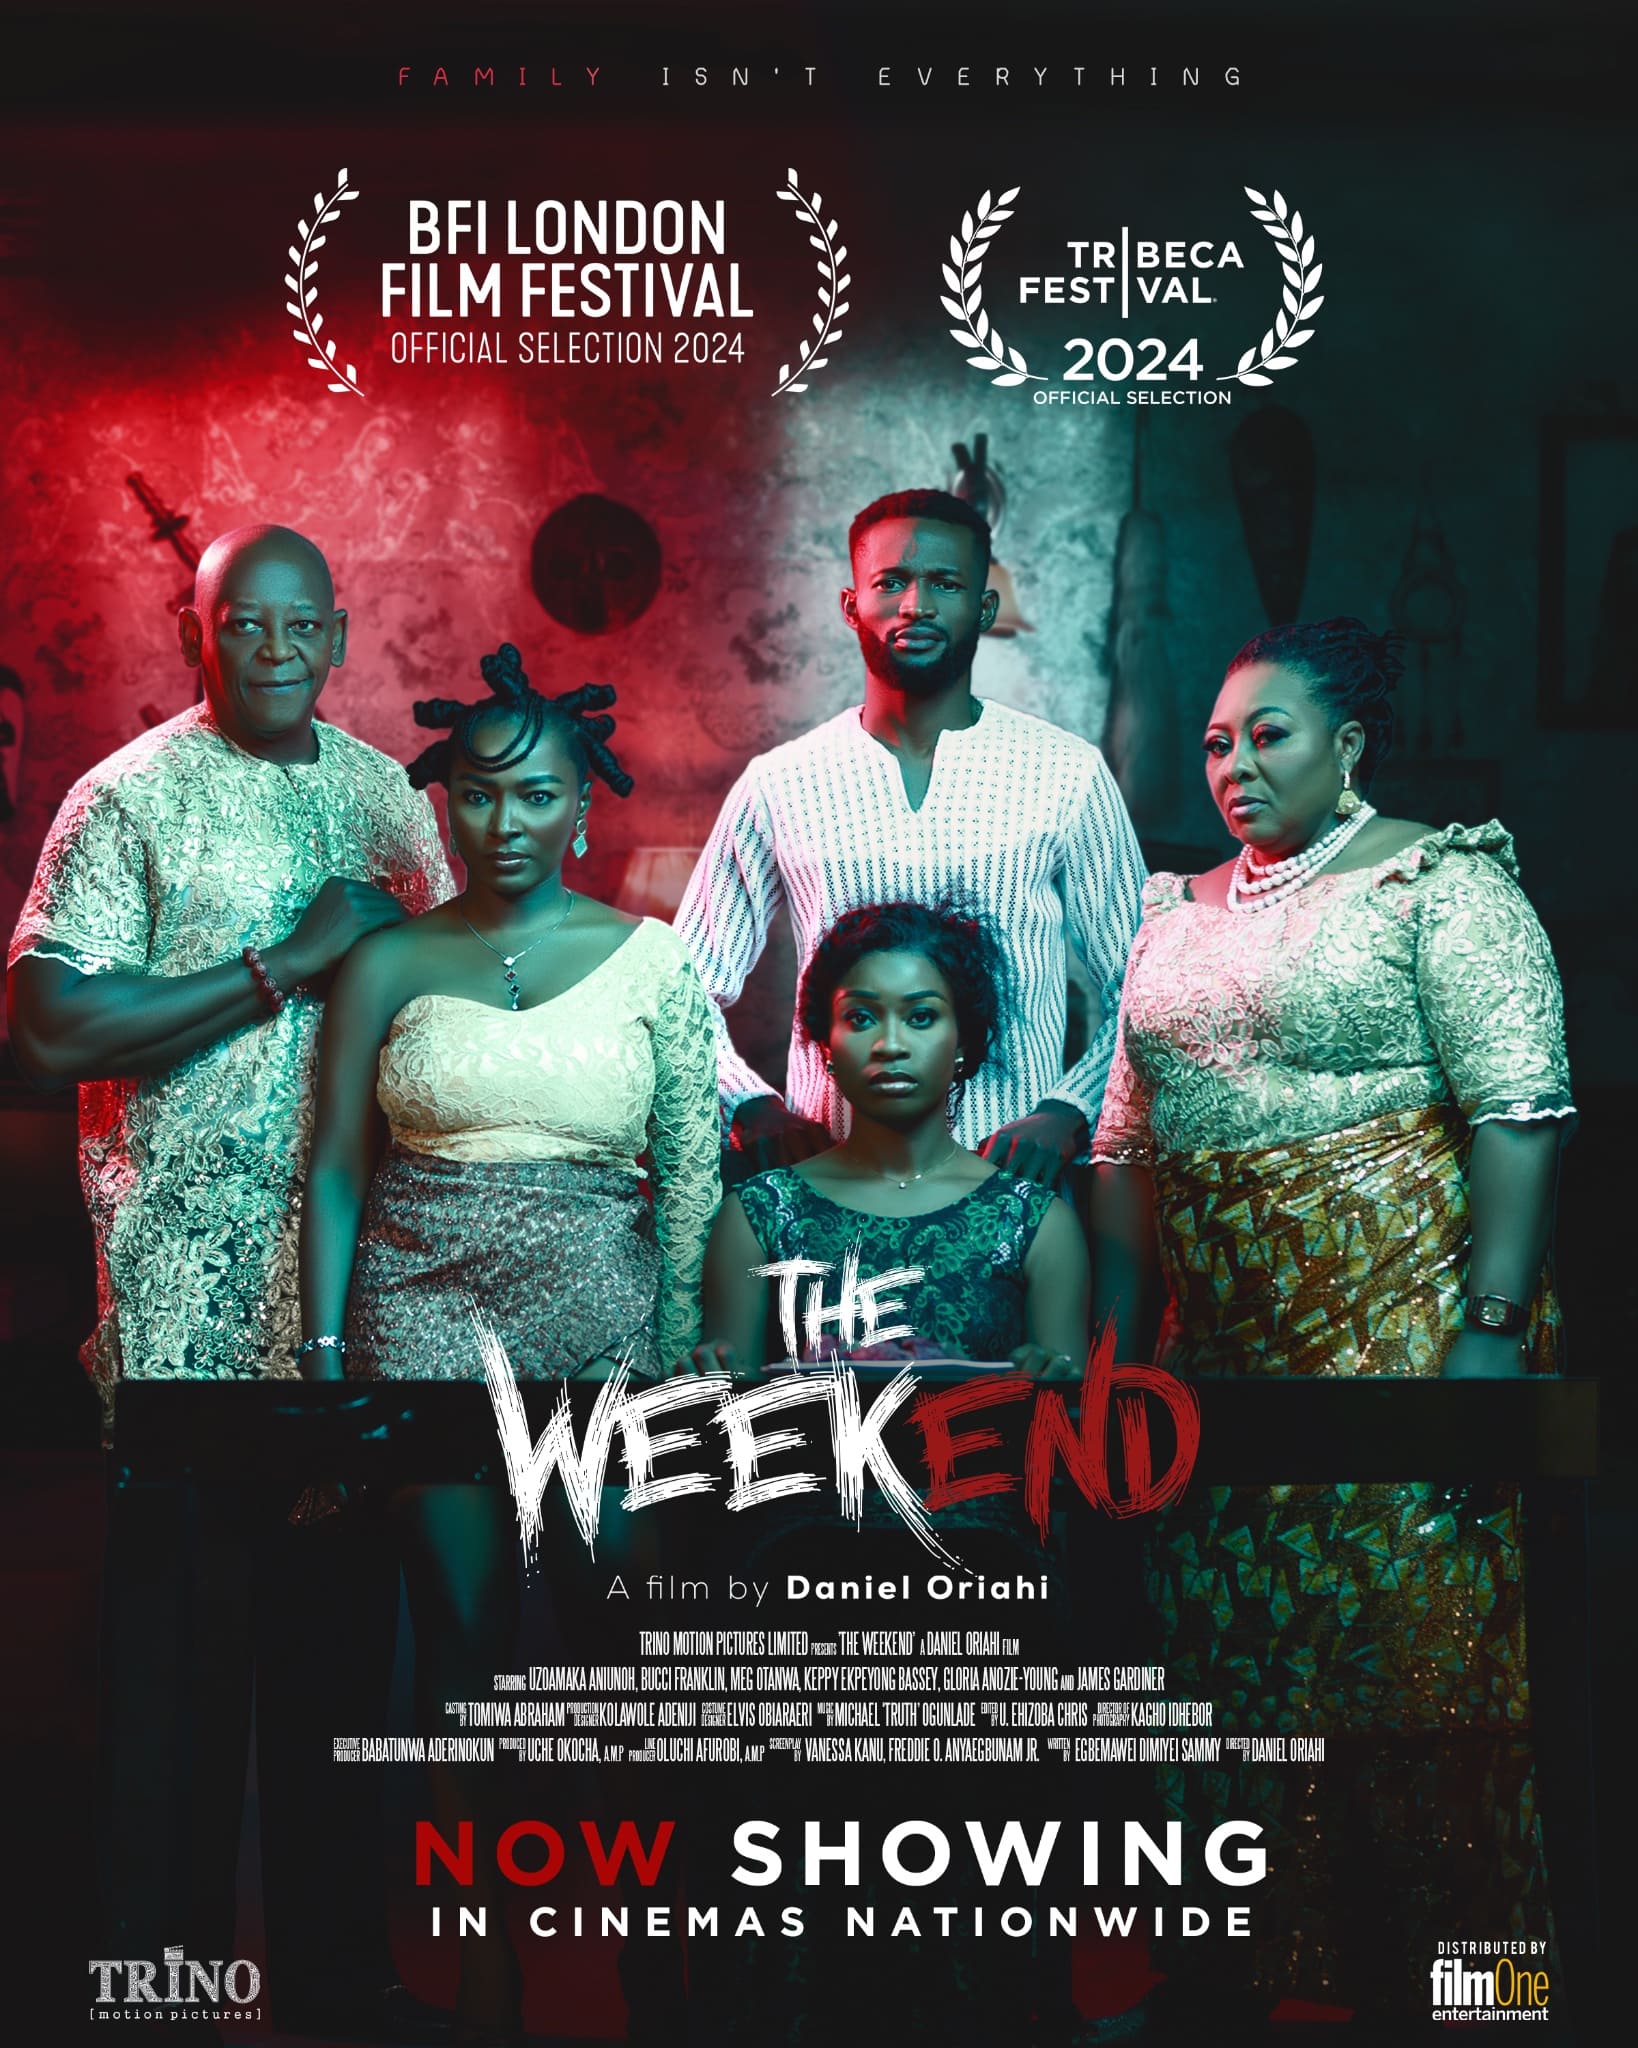 FAMILY ISN'T EVERYTHING
BFI LONDON
FILM FESTIVAL
OFFICIAL SELECTION 2024
TRIBECA
FESTIVAL
2024
OFFICIAL SELECTION
THE
WEEKEND
A film by Daniel Oriahi
TRINO MOTION PICTURES LIMITED PRESENTS 'THE WEEKEND' A DANIEL ORIAHI FILM
STARRING UZOAMAKA ANIUNOH, BUCCI FRANKLIN, MEG OTANWA, KEPPY EKPEYONG BASSEY, GLORIA ANOZIE-YOUNG AND JAMES GARDINER
CASTING BY TOMIWA ABRAHAM PRODUCTION DESIGNER KOLAWOLE ADENIJI COSTUME DESIGNER ELVIS OBIARAERI MUSIC BY MICHAEL 'TRUTH' OGUNLADE EDITED BY U. EHIZOBA CHRIS DIRECTOR OF PHOTOGRAPHY KAGHO IDHEBOR
EXECUTIVE PRODUCER BABATUNWA ADERINOKUN PRODUCED BY UCHE OKOCHA, A.M.P LINE PRODUCER OLUCHI AFUROBI, A.M.P SCREENPLAY BY VANESSA KANU, FREDDIE O. ANYAEGBUNAM JR. WRITTEN BY EGBEMAWEI DIMIYEI SAMMY DIRECTED BY DANIEL ORIAHI
NOW SHOWING
IN CINEMAS NATIONWIDE
TRINO
[motion pictures]
DISTRIBUTED BY
filmOne
entertainment